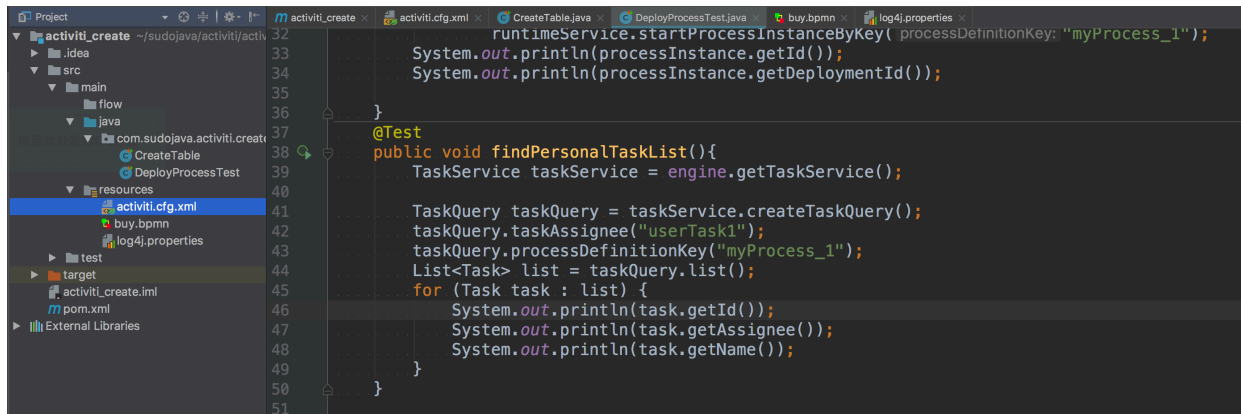 Project
activiti_create
activiti.cfg.xml
CreateTable.java
DeployProcessTest.java
buy.bpmn
log4j.properties
activiti_create ~/sudojava/activiti/activ
.idea
src
main
flow
java
com.sudojava.activiti.create
CreateTable
DeployProcessTest
resources
activiti.cfg.xml
buy.bpmn
log4j.properties
test
target
activiti_create.iml
pom.xml
External Libraries
32 runtimeService.startProcessInstanceByKey( processDefinitionKey: "myProcess_1");
33 System.out.println(processInstance.getId());
34 System.out.println(processInstance.getDeploymentId());
35
36 }
37 @Test
38 public void findPersonalTaskList(){
39 TaskService taskService = engine.getTaskService();
40
41 TaskQuery taskQuery = taskService.createTaskQuery();
42 taskQuery.taskAssignee("userTask1");
43 taskQuery.processDefinitionKey("myProcess_1");
44 List<Task> list = taskQuery.list();
45 for (Task task : list) {
46 System.out.println(task.getId());
47 System.out.println(task.getAssignee());
48 System.out.println(task.getName());
49 }
50 }
51